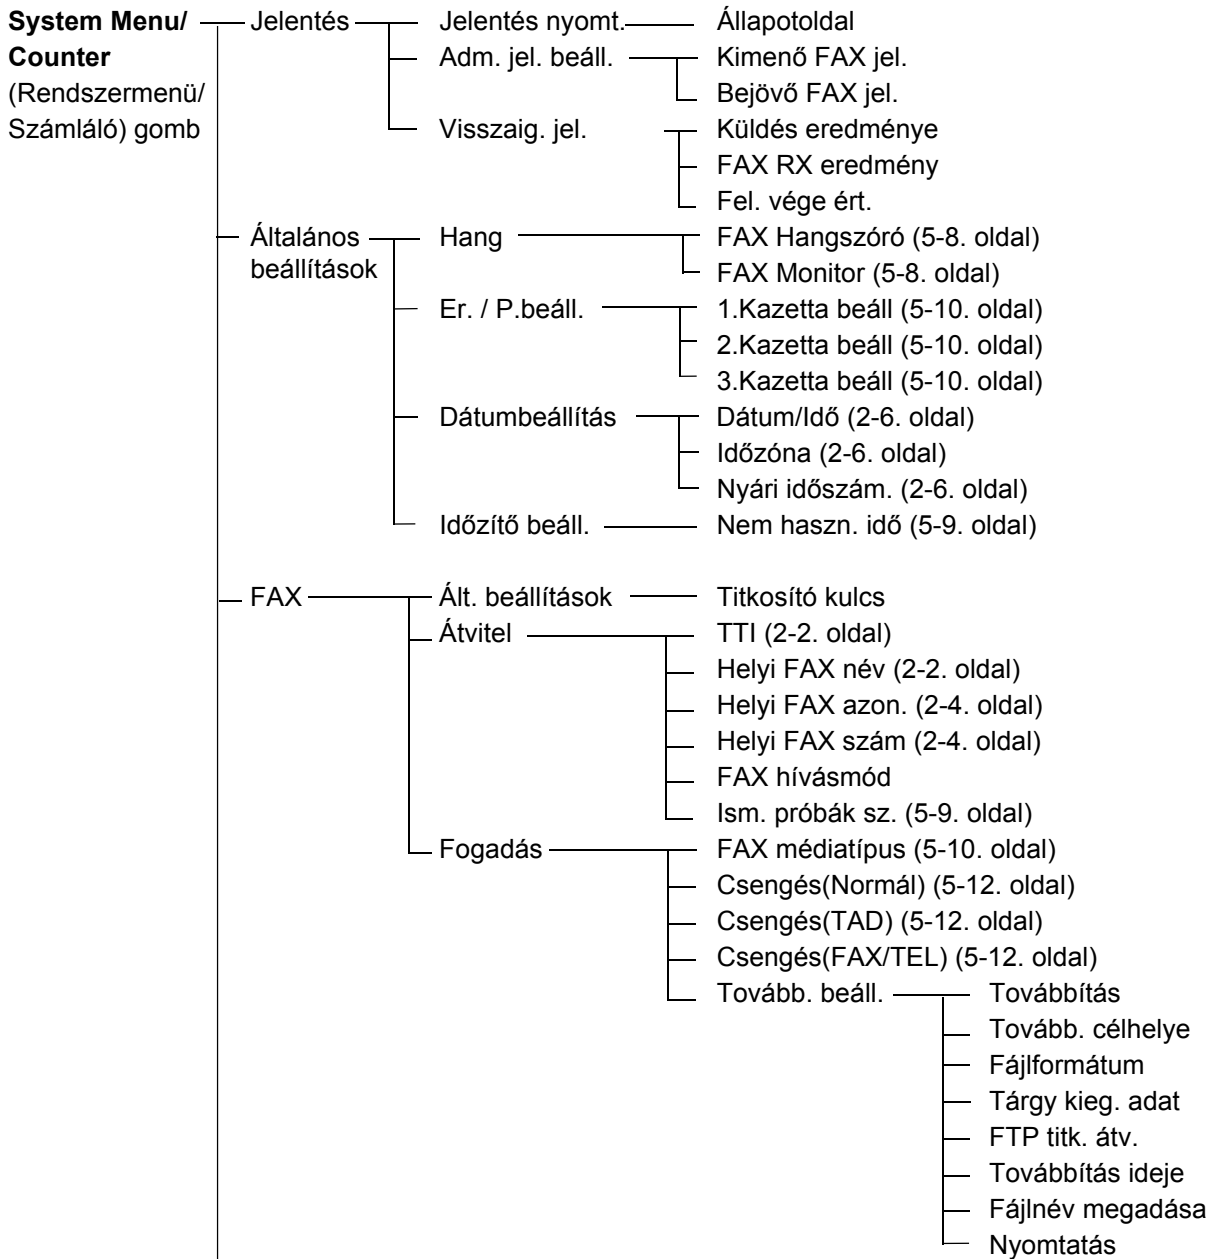 System Menu/ Jelentés Jelentés nyomt. Állapotoldal
Counter Adm. jel. beáll. Kimenő FAX jel.
(Rendszermenü/ Bejövő FAX jel.
Számláló) gomb Visszaig. jel. Küldés eredménye
FAX RX eredmény
Fel. vége ért.
Általános Hang FAX Hangszóró (5-8. oldal)
beállítások FAX Monitor (5-8. oldal)
Er. / P.beáll. 1.Kazetta beáll (5-10. oldal)
2.Kazetta beáll (5-10. oldal)
3.Kazetta beáll (5-10. oldal)
Dátumbeállítás Dátum/Idő (2-6. oldal)
Időzóna (2-6. oldal)
Nyári időszám. (2-6. oldal)
Időzítő beáll. Nem haszn. idő (5-9. oldal)
FAX Ált. beállítások Titkosító kulcs
Átvitel TTI (2-2. oldal)
Helyi FAX név (2-2. oldal)
Helyi FAX azon. (2-4. oldal)
Helyi FAX szám (2-4. oldal)
FAX hívásmód
Ism. próbák sz. (5-9. oldal)
Fogadás FAX médiatípus (5-10. oldal)
Csengés(Normál) (5-12. oldal)
Csengés(TAD) (5-12. oldal)
Csengés(FAX/TEL) (5-12. oldal)
Tovább. beáll. Továbbítás
Tovább. célhelye
Fájlformátum
Tárgy kieg. adat
FTP titk. átv.
Továbbítás ideje
Fájlnév megadása
Nyomtatás